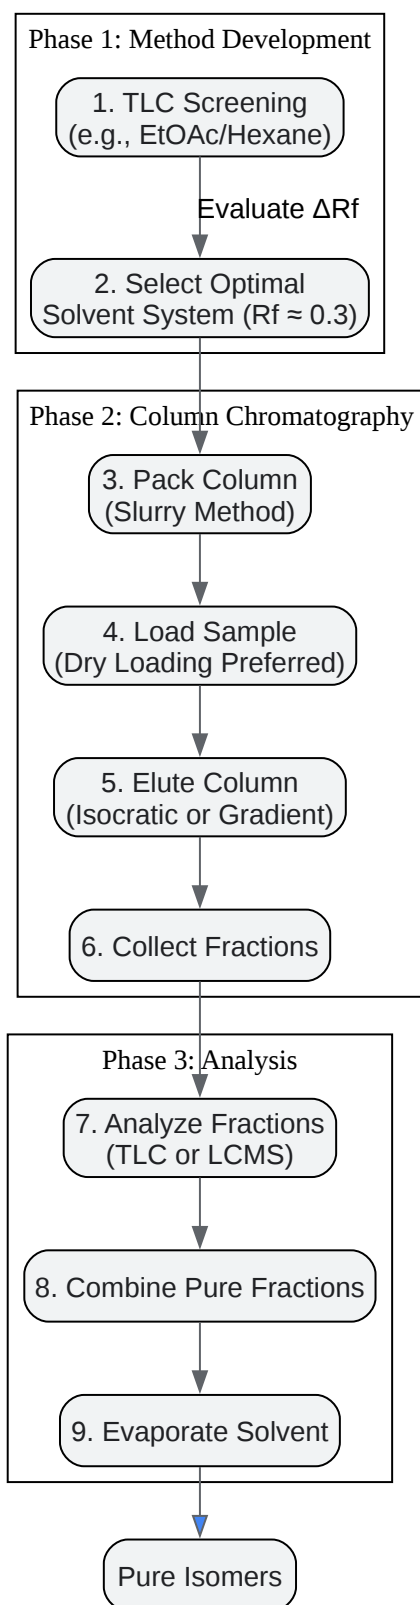 Phase 1: Method Development
1. TLC Screening
(e.g., EtOAc/Hexane)
Evaluate ΔRf
2. Select Optimal
Solvent System (Rf ≈ 0.3)
Phase 2: Column Chromatography
3. Pack Column
(Slurry Method)
4. Load Sample
(Dry Loading Preferred)
5. Elute Column
(Isocratic or Gradient)
6. Collect Fractions
Phase 3: Analysis
7. Analyze Fractions
(TLC or LCMS)
8. Combine Pure Fractions
9. Evaporate Solvent
Pure Isomers